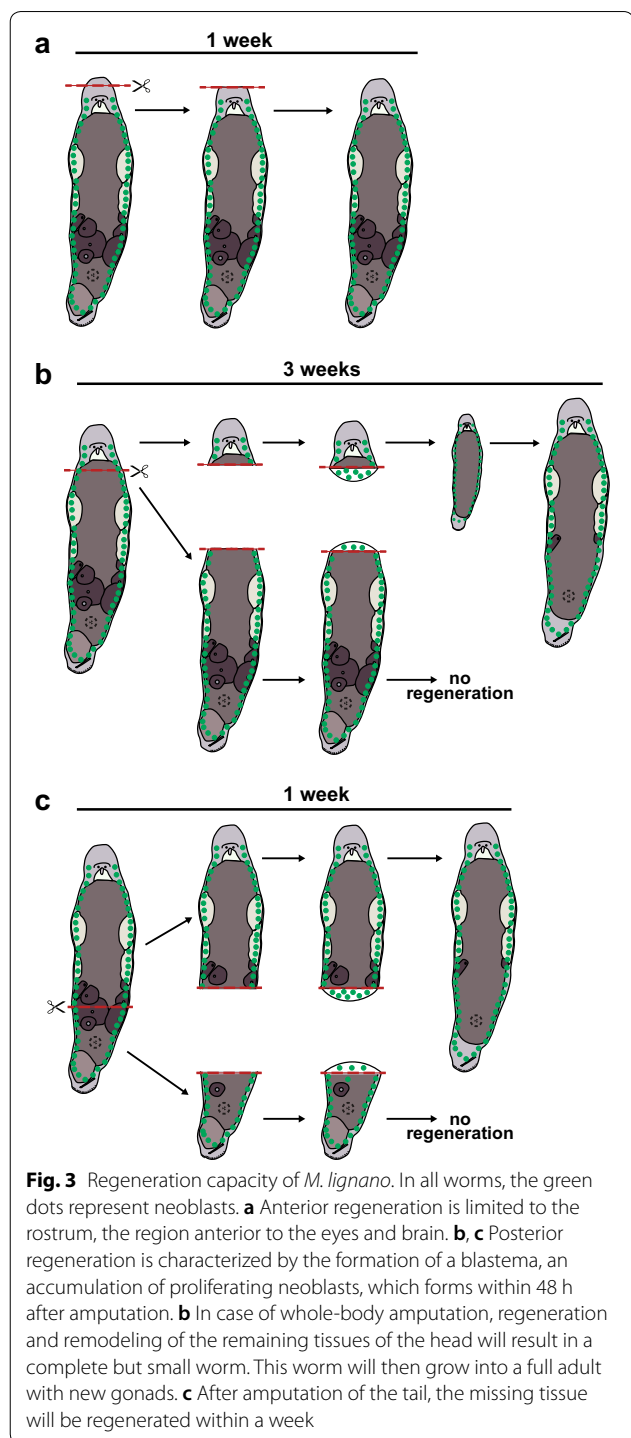 a
1 week
b
3 weeks
no
regeneration
c
1 week
no
regeneration
Fig. 3 Regeneration capacity of M. lignano. In all worms, the green
dots represent neoblasts. a Anterior regeneration is limited to the
rostrum, the region anterior to the eyes and brain. b, c Posterior
regeneration is characterized by the formation of a blastema, an
accumulation of proliferating neoblasts, which forms within 48 h
after amputation. b In case of whole-body amputation, regeneration
and remodeling of the remaining tissues of the head will result in a
complete but small worm. This worm will then grow into a full adult
with new gonads. c After amputation of the tail, the missing tissue
will be regenerated within a week